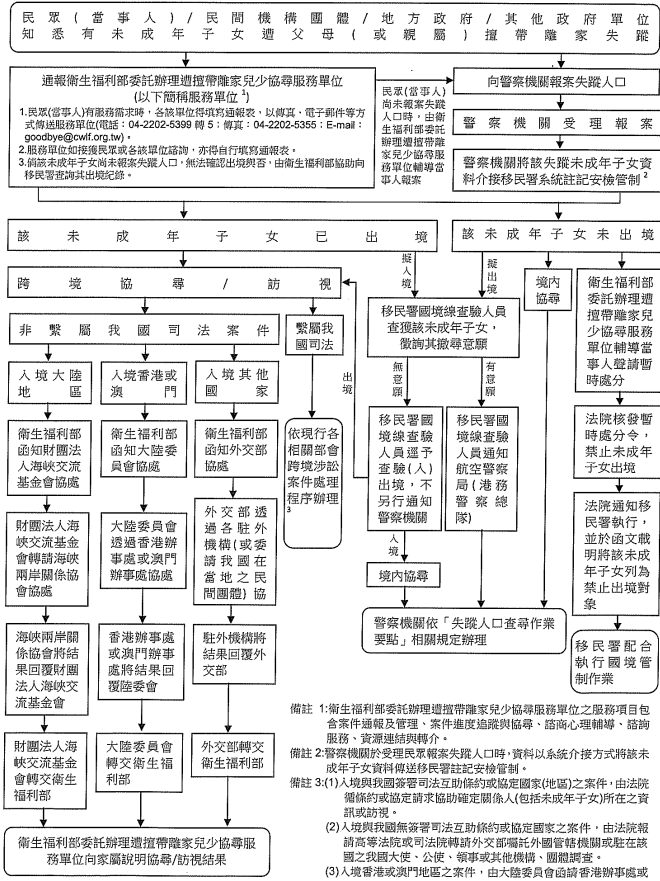 民眾(當事人)/民間機構團體/地方政府/其他政府單位
知悉有未成年子女遭父母(或親屬)擅帶離家失蹤
通報衛生福利部委託辦理遭擅帶離家兒少協尋服務單位
(以下簡稱服務單位1)
1.民眾(當事人)有服務需求時，各該單位得填寫通報表，以傳真、電子郵件等方
式傳送服務單位(電話：04-2202-5399 轉 5；傳真：04-2202-5355；E-mail：
goodbye@cwlf.org.tw)。
2.服務單位如接獲民眾或各該單位諮詢，亦得自行填寫通報表。
3.倘該未成年子女尚未報案失蹤人口，無法確認出境與否，由衛生福利部協助向
移民署查詢其出境紀錄。
民眾(當事人)
尚未報案失蹤
人口時，由衛
生福利部委託
辦理遭擅帶離
家兒少協尋服
務單位輔導當
事人報案
向警察機關報案失蹤人口
警察機關受理報案
警察機關將該失蹤未成年子女資
料介接移民署系統註記安檢管制2
該未成年子女已出境
該未成年子女未出境
跨境協尋/訪視
擬入境
擬出境
境內
協尋
衛生福利部
委託辦理遭
擅帶離家兒
少協尋服務
單位輔導當
事人聲請暫
時處分
移民署國境線查驗人員
查獲該未成年子女，
徵詢其撤尋意願
非繫屬我國司法案件
繫屬我
國司法
出境
無意願
有意願
入境大陸
地區
入境香港或
澳門
入境其他
國家
衛生福利部
函知財團法
人海峽交流
基金會協處
衛生福利部
函知大陸委
員會協處
衛生福利部
函知外交部
協處
依現行各
相關部會
跨境涉訟
案件處理
程序辦理
3
移民署國
境線查驗
人員逕予
查驗(入)
出境，不
另行通知
警察機關
移民署國
境線查驗
人員通知
航空警察
局(港務
警察總
隊)
法院核發暫
時處分令，
禁止未成年
子女出境
財團法人海
峽交流基金
會轉請海峽
兩岸關係協
會協處
大陸委員會
透過香港辦
事處或澳門
辦事處協處
外交部透
過各駐外
機構(或委
請我國在
當地之民
間團體)協
法院通知移
民署執行，
並於函文載
明將該未成
年子女列為
禁止出境對
象
入境
境內協尋
警察機關依「失蹤人口查尋作業
要點」相關規定辦理
移民署配合
執行國境管
制作業
海峽兩岸關
係協會將結
果回覆財團
法人海峽交
流基金會
香港辦事處
或澳門辦事
處將結果回
覆陸委會
駐外機構將
結果回覆外
交部
財團法人海
峽交流基金
會轉交衛生
福利部
大陸委員會
轉交衛生福
利部
外交部轉交
衛生福利部
衛生福利部委託辦理遭擅帶離家兒少協尋服
務單位向家屬說明協尋/訪視結果
備註 1:衛生福利部委託辦理遭擅帶離家兒少協尋服務單位之服務項目包
含案件通報及管理、案件進度追蹤與協尋、諮商心理輔導、諮詢
服務、資源連結與轉介。
備註 2:警察機關於受理民眾報案失蹤人口時，資料以系統介接方式將該未
成年子女資料傳送移民署註記安檢管制。
備註 3:(1)入境與我國簽署司法互助條約或協定國家(地區)之案件，由法院
循條約或協定請求協助確定關係人(包括未成年子女)所在之資
訊或訪視。
(2)入境與我國無簽署司法互助條約或協定國家之案件，由法院報
請高等法院或司法院轉請外交部囑託外國管轄機關或駐在該
國之我國大使、公使、領事或其他機構、團體調查。
(3)入境香港或澳門地區之案件，由大陸委員會函請香港辦事處或